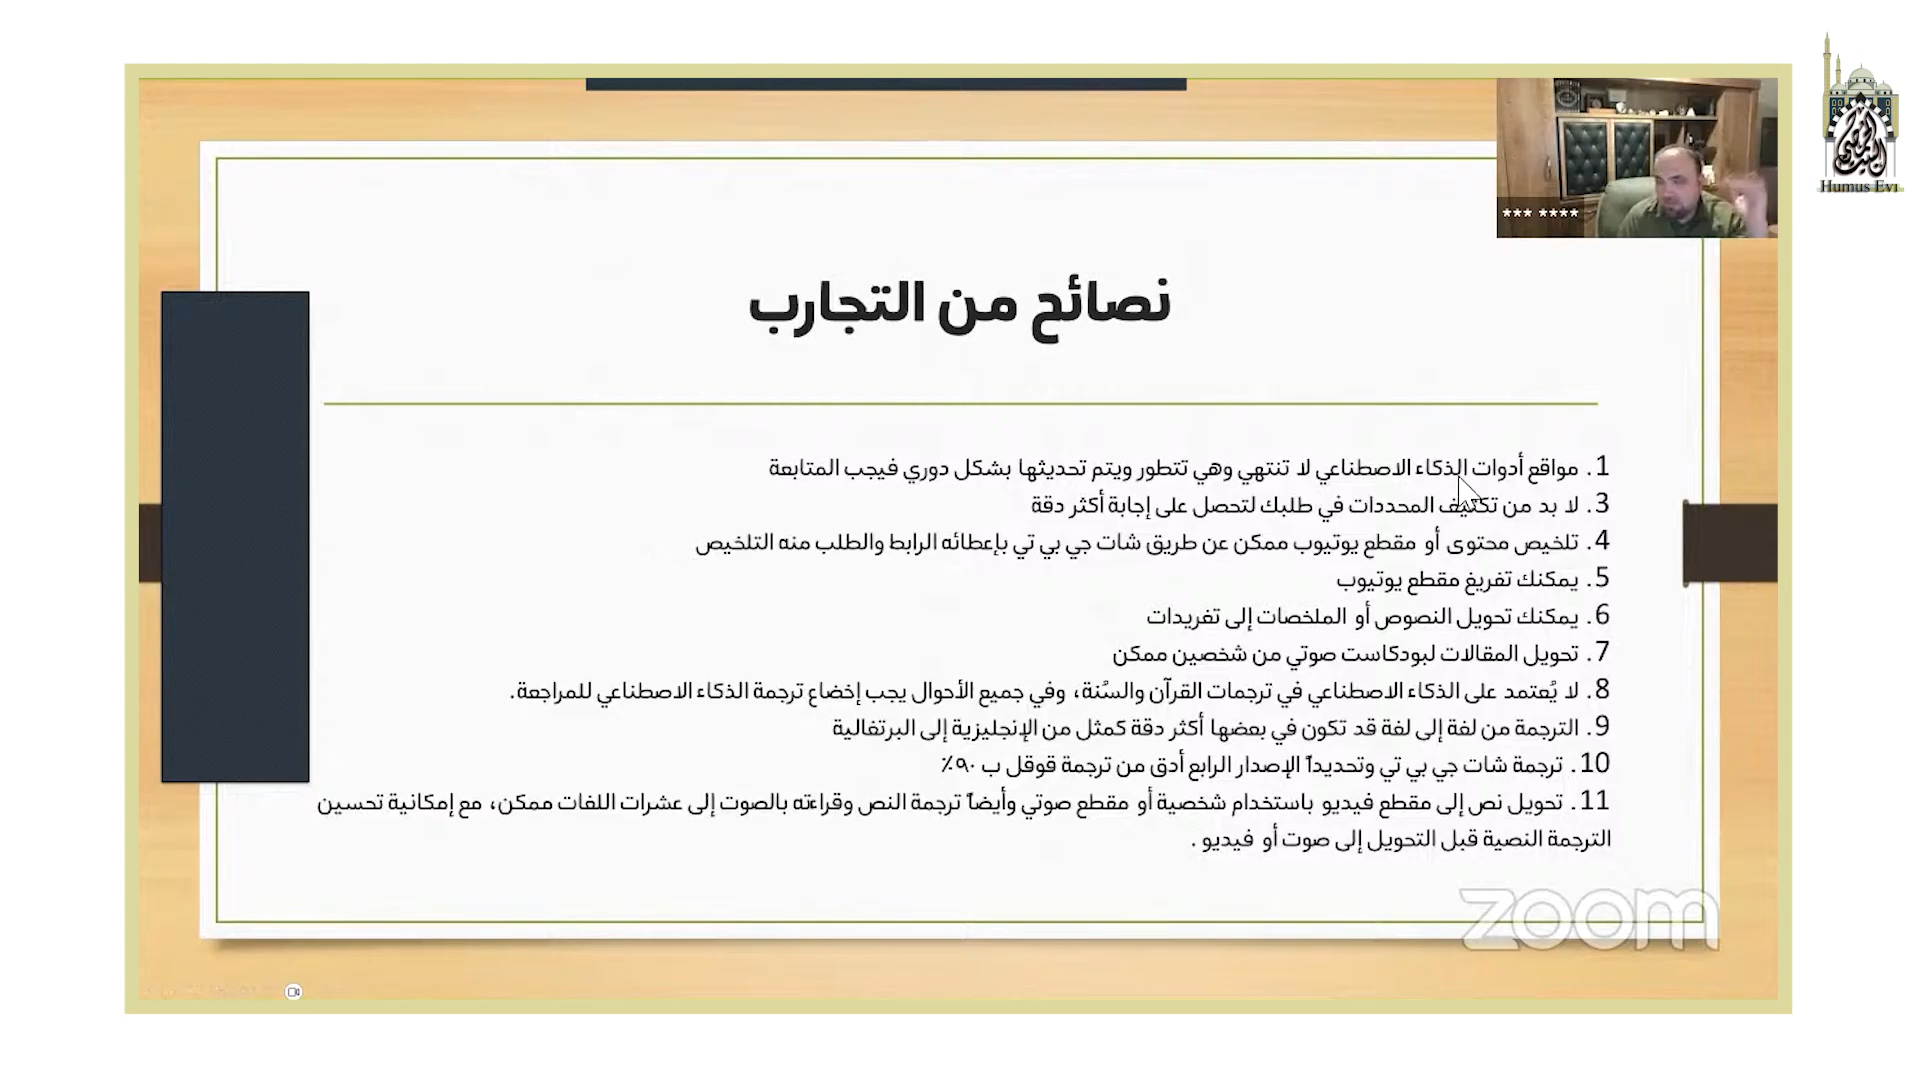 Humus Evi
*** ****
نصائح من التجارب
1. مواقع أدوات الذكاء الاصطناعي لا تنتهي وهي تتطور ويتم تحديثها بشكل دوري فيجب المتابعة
3. لا بد من تكثيف المحددات في طلبك لتحصل على إجابة أكثر دقة
4. تلخيص محتوى أو مقطع يوتيوب ممكن عن طريق شات جي بي تي بإعطائه الرابط والطلب منه التلخيص
5. يمكنك تفريغ مقطع يوتيوب
6. يمكنك تحويل النصوص أو الملخصات إلى تغريدات
7. تحويل المقالات لبودكاست صوتي من شخصين ممكن
8. لا يُعتمد على الذكاء الاصطناعي في ترجمات القرآن والسُنة، وفي جميع الأحوال يجب إخضاع ترجمة الذكاء الاصطناعي للمراجعة.
9. الترجمة من لغة إلى لغة قد تكون في بعضها أكثر دقة كمثل من الإنجليزية إلى البرتغالية
10. ترجمة شات جي بي تي وتحديداً الإصدار الرابع أدق من ترجمة قوقل ب ٩٠٪
11. تحويل نص إلى مقطع فيديو باستخدام شخصية أو مقطع صوتي وأيضاً ترجمة النص وقراءته بالصوت إلى عشرات اللغات ممكن، مع إمكانية تحسين
الترجمة النصية قبل التحويل إلى صوت أو فيديو .
zoom